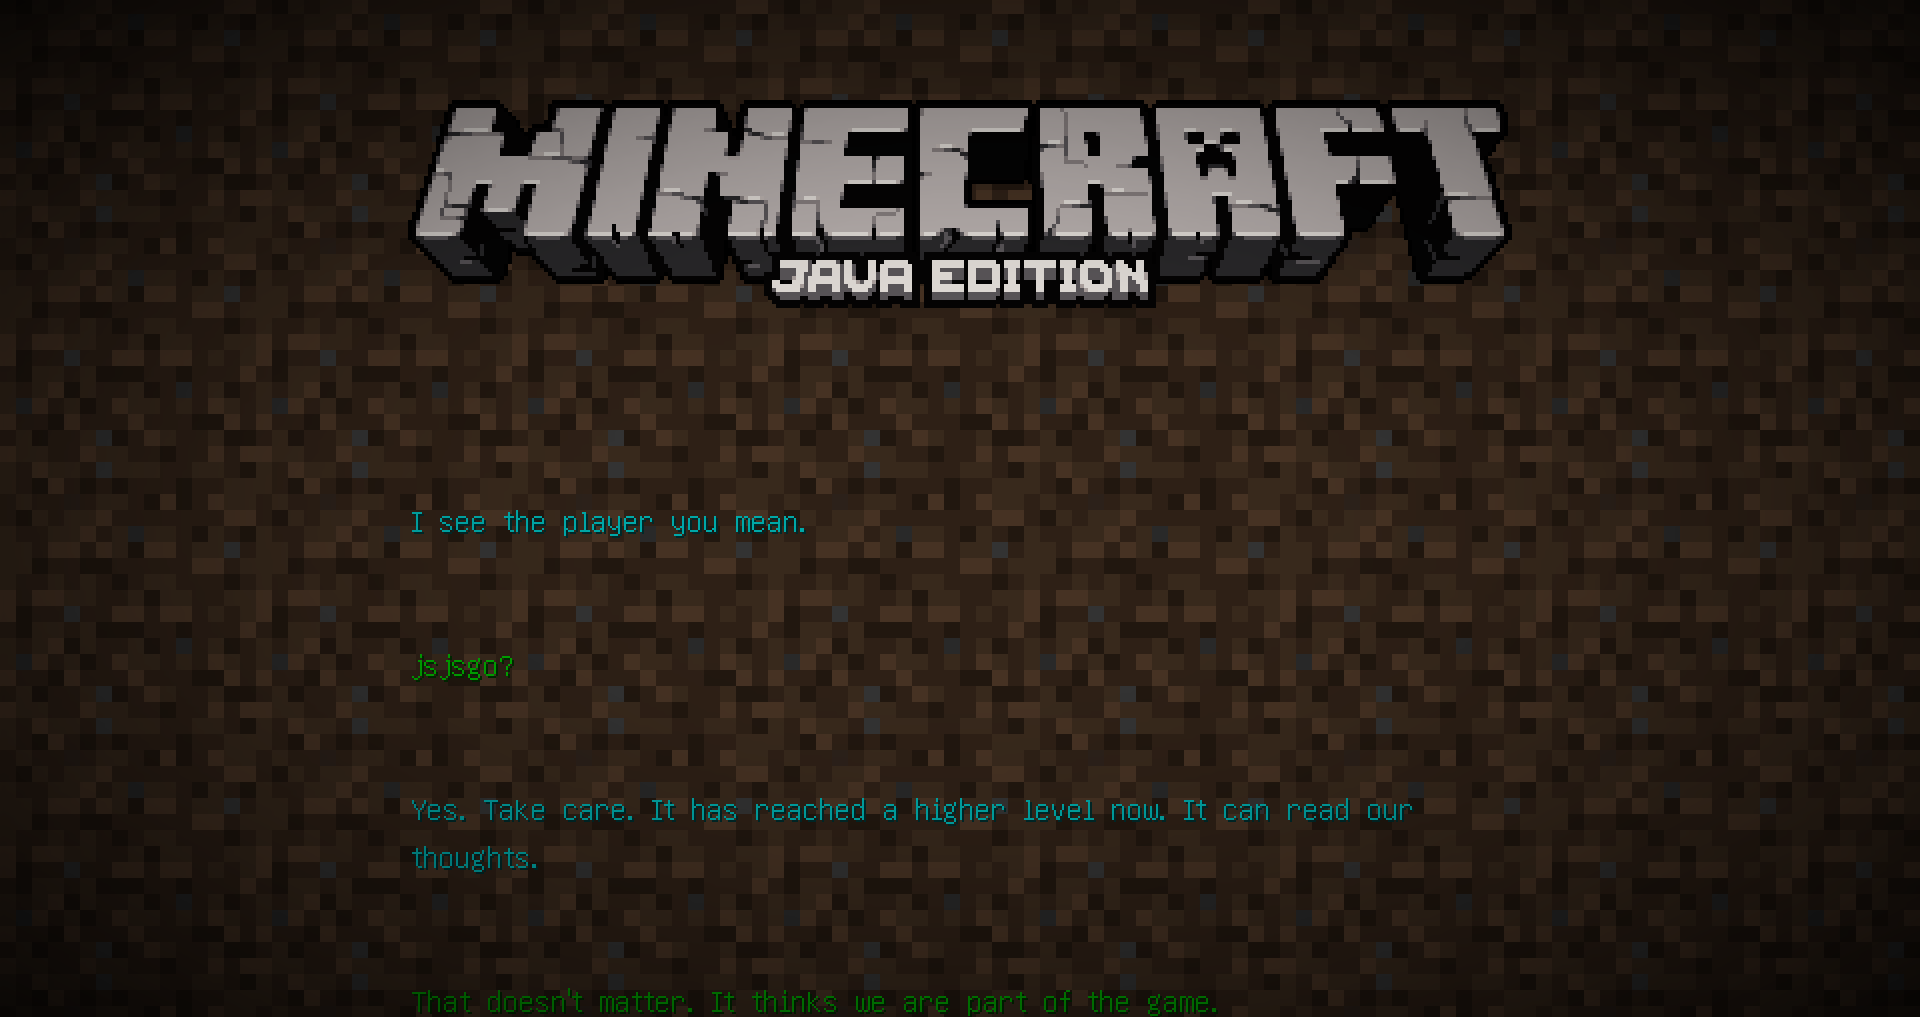 MINECRAFT
JAVA EDITION
I see the player you mean.
jsjsgo?
Yes. Take care. It has reached a higher level now. It can read our
thoughts.
That doesn't matter. It thinks we are part of the game.